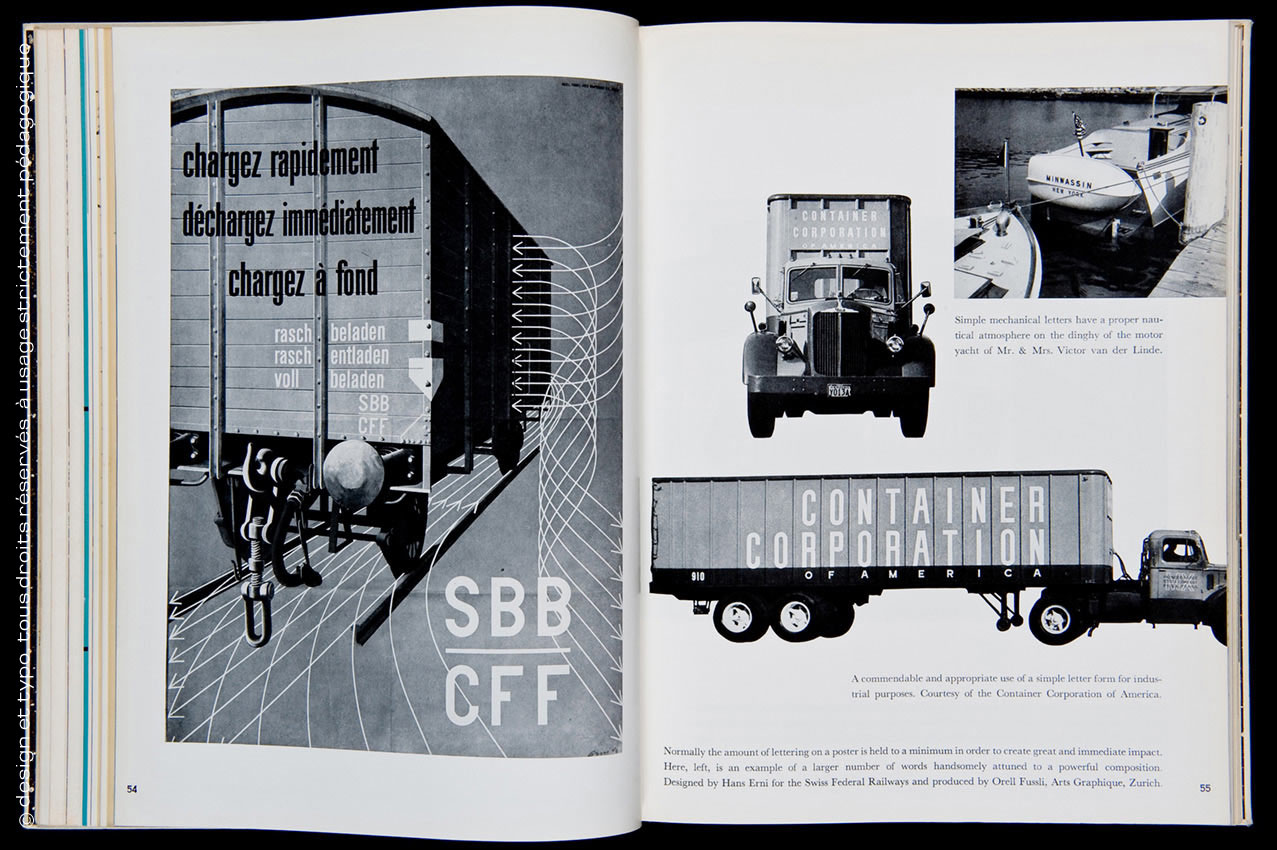 © design et typo, tous droits réservés à usage strictement pédagogique
chargez rapidement
déchargez immédiatement
chargez à fond
rasch beladen
rasch entladen
voll beladen
SBB
CFF
SBB
CFF
54
MINWASSIN
NEW YORK
CONTAINER
CORPORATION
OF AMERICA
Simple mechanical letters have a proper nau-
tical atmosphere on the dinghy of the motor
yacht of Mr. & Mrs. Victor van der Linde.
CONTAINER
CORPORATION
910
OF AMERICA
A commendable and appropriate use of a simple letter form for indus-
trial purposes. Courtesy of the Container Corporation of America.
Normally the amount of lettering on a poster is held to a minimum in order to create great and immediate impact.
Here, left, is an example of a larger number of words handsomely attuned to a powerful composition.
Designed by Hans Erni for the Swiss Federal Railways and produced by Orell Fussli, Arts Graphique, Zurich.
55